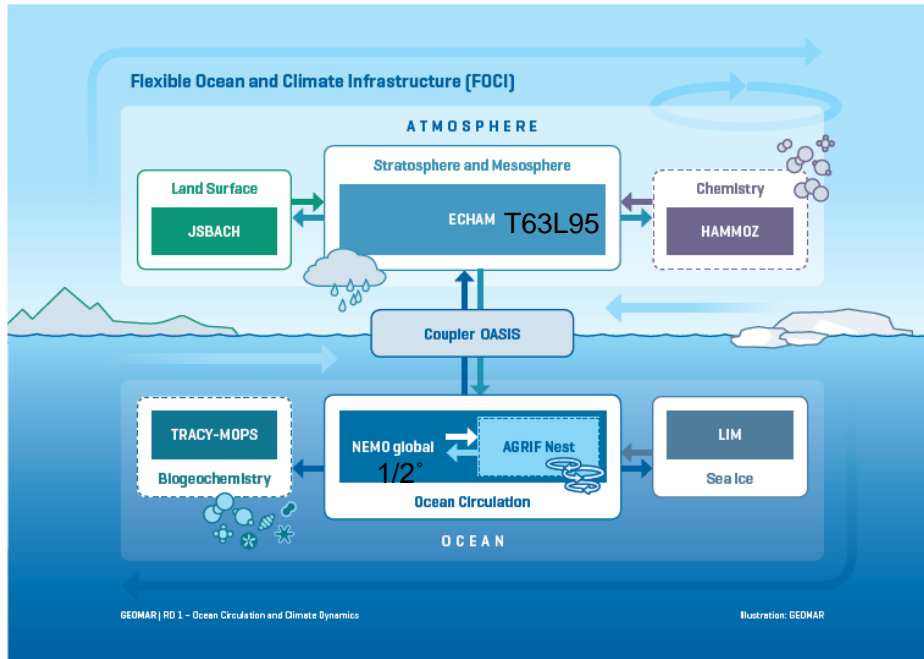 Flexible Ocean and Climate Infrastructure (FOCI)
ATMOSPHERE
Stratosphere and Mesosphere
ECHAM T63L95
Land Surface
JSBACH
Chemistry
HAMMOZ
Coupler OASIS
TRACY-MOPS
Biogeochemistry
NEMO global
1/2°
AGRIF Nest
Ocean Circulation
LIM
Sea Ice
OCEAN
GEOMAR | RD 1 – Ocean Circulation and Climate Dynamics
Illustration: GEOMAR